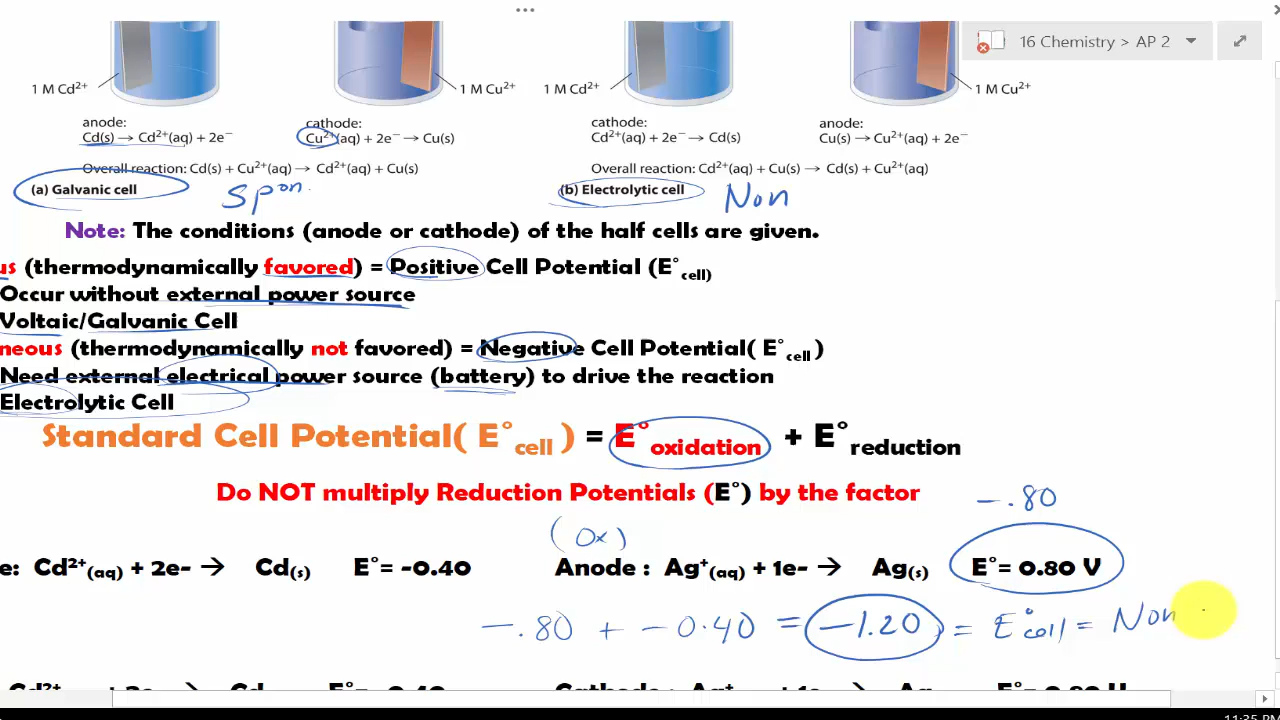 16 Chemistry > AP 2
1 M Cd²⁺
1 M Cu²⁺
1 M Cd²⁺
1 M Cu²⁺
anode:
Cd(s) → Cd²⁺(aq) + 2e⁻
cathode:
Cu²⁺(aq) + 2e⁻ → Cu(s)
cathode:
Cd²⁺(aq) + 2e⁻ → Cd(s)
anode:
Cu(s) → Cu²⁺(aq) + 2e⁻
Overall reaction: Cd(s) + Cu²⁺(aq) → Cd²⁺(aq) + Cu(s)
Overall reaction: Cd²⁺(aq) + Cu(s) → Cd(s) + Cu²⁺(aq)
(a) Galvanic cell
Spon.
(b) Electrolytic cell
Non
Note: The conditions (anode or cathode) of the half cells are given.
us (thermodynamically favored) = Positive Cell Potential (E°cell)
Occur without external power source
Voltaic/Galvanic Cell
neous (thermodynamically not favored) = Negative Cell Potential( E°cell )
Need external electrical power source (battery) to drive the reaction
Electrolytic Cell
Standard Cell Potential( E°cell ) = E°oxidation + E°reduction
Do NOT multiply Reduction Potentials (E°) by the factor
-.80
(Ox)
e: Cd²⁺(aq) + 2e- → Cd(s) E°= -0.40
Anode : Ag⁺(aq) + 1e- → Ag(s) E°= 0.80 V
-.80 + -0.40 = -1.20 = E°cell = Non